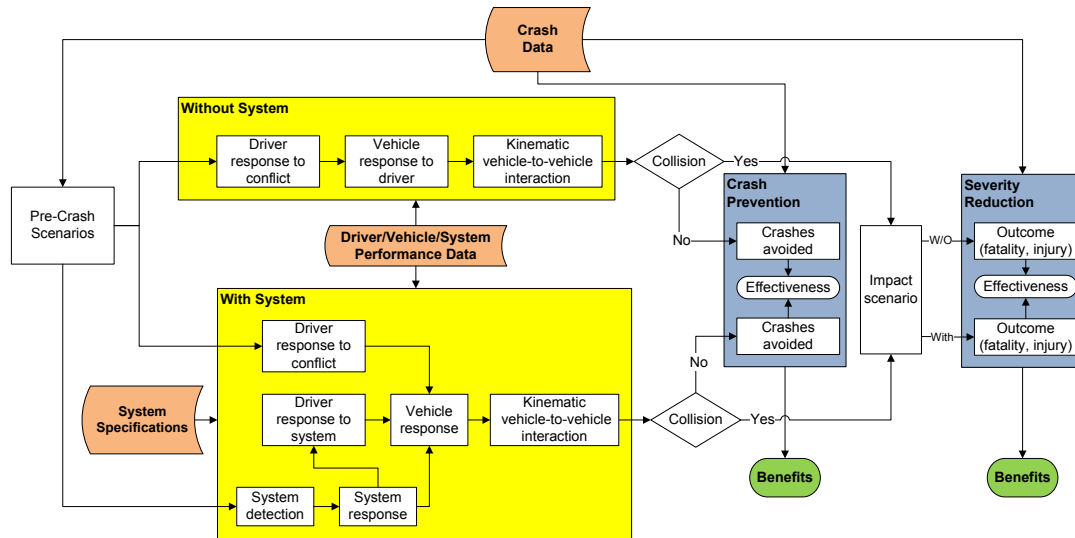 Crash
Data
Without System
Driver
response to
conflict
Vehicle
response to
driver
Kinematic
vehicle-to-vehicle
interaction
Collision
Yes
No
Pre-Crash
Scenarios
Driver/Vehicle/System
Performance Data
Crash
Prevention
Crashes
avoided
Effectiveness
Crashes
avoided
Impact
scenario
W/O
With
Severity
Reduction
Outcome
(fatality, injury)
Effectiveness
Outcome
(fatality, injury)
With System
Driver
response to
conflict
System
Specifications
Driver
response to
system
Vehicle
response
Kinematic
vehicle-to-vehicle
interaction
System
detection
System
response
Collision
No
Yes
Benefits
Benefits